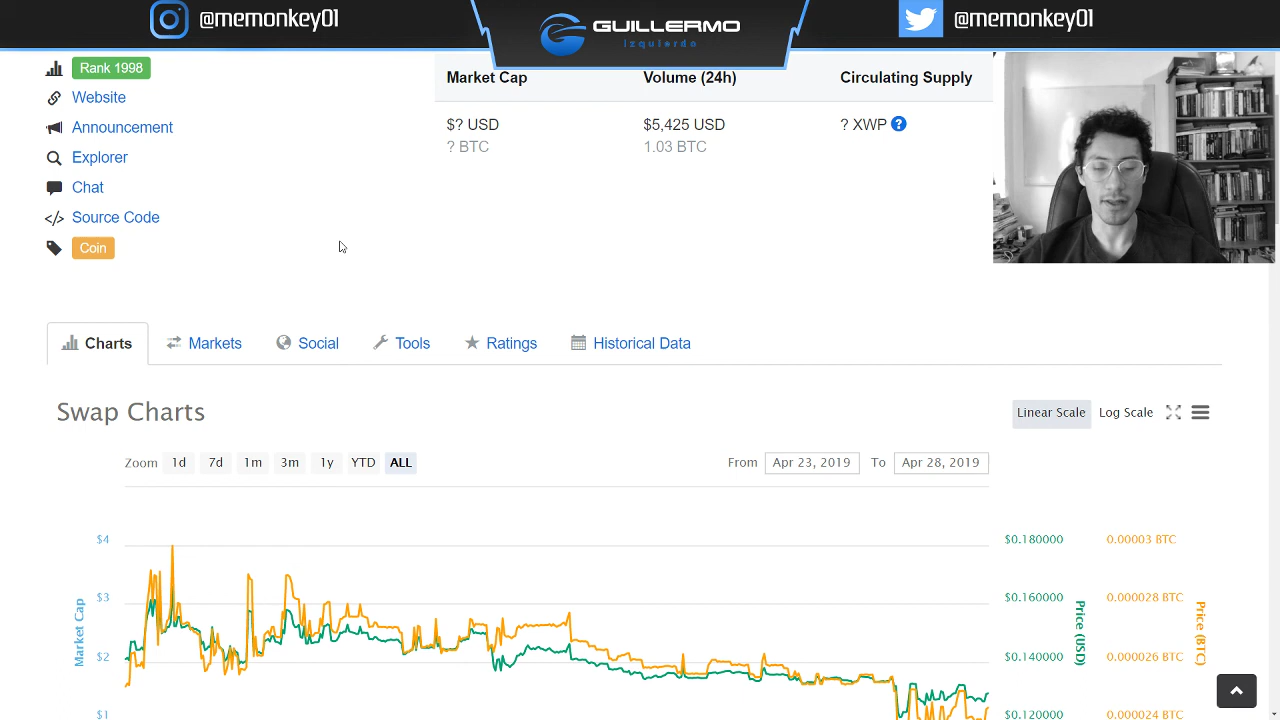 @memonkey01
GUILLERMO
Izquierdo
@memonkey01
Rank 1998
Website
Announcement
Explorer
Chat
Source Code
Coin
Market Cap Volume (24h) Circulating Supply
$? USD $5,425 USD ? XWP
? BTC 1.03 BTC
Charts Markets Social Tools Ratings Historical Data
Swap Charts
Linear Scale Log Scale
Zoom 1d 7d 1m 3m 1y YTD ALL From Apr 23, 2019 To Apr 28, 2019
$4 $0.180000 0.00003 BTC
$3 $0.160000 0.000028 BTC
$2 $0.140000 0.000026 BTC
$1 $0.120000 0.000024 BTC
Market Cap
Price (USD)
Price (BTC)